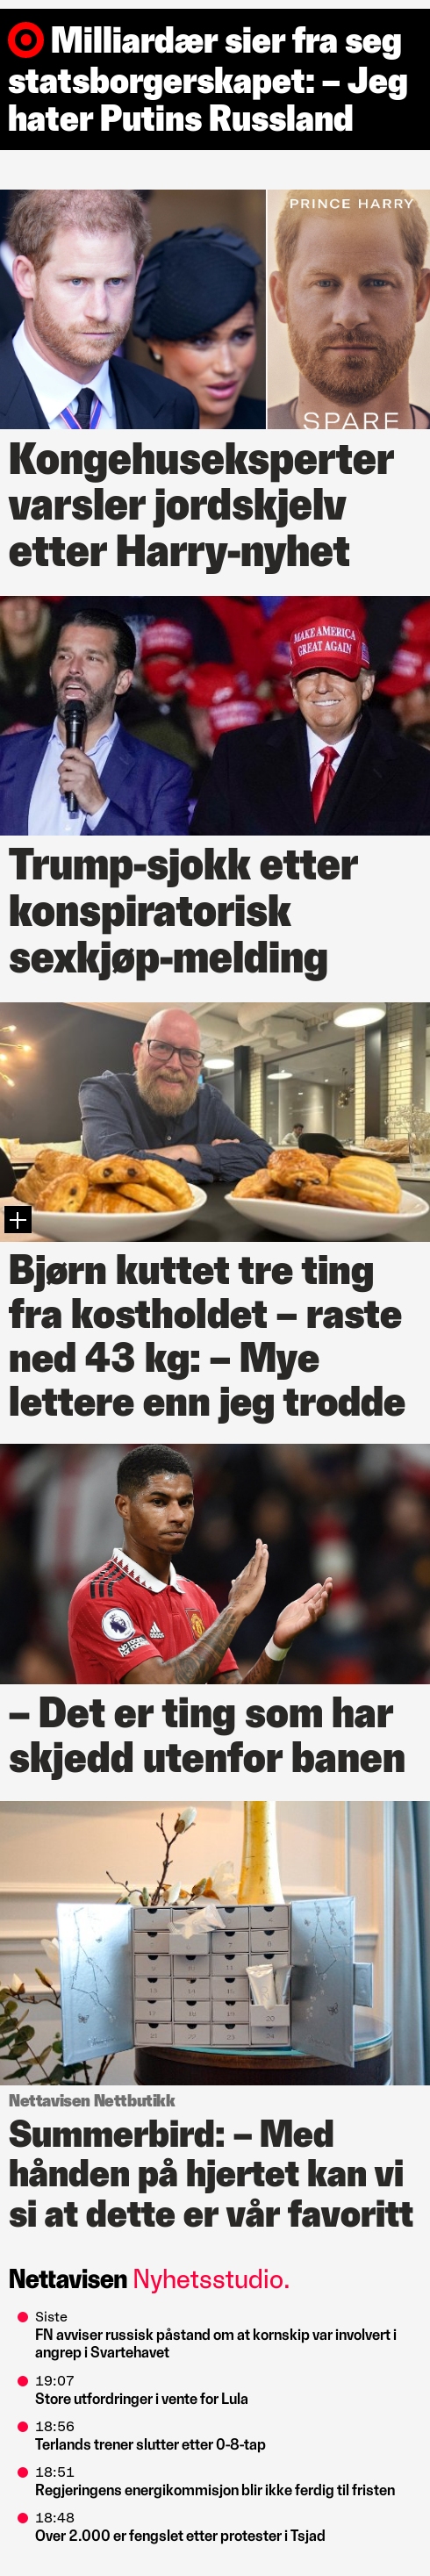 Milliardær sier fra seg
statsborgerskapet: – Jeg
hater Putins Russland
PRINCE HARRY
SPARE
Kongehuseksperter
varsler jordskjelv
etter Harry-nyhet
MAKE AMERICA
GREAT AGAIN
Trump-sjokk etter
konspiratorisk
sexkjøp-melding
Bjørn kuttet tre ting
fra kostholdet – raste
ned 43 kg: – Mye
lettere enn jeg trodde
– Det er ting som har
skjedd utenfor banen
Nettavisen Nettbutikk
Summerbird: – Med
hånden på hjertet kan vi
si at dette er vår favoritt
Nettavisen Nyhetsstudio.
Siste
FN avviser russisk påstand om at kornskip var involvert i
angrep i Svartehavet
19:07
Store utfordringer i vente for Lula
18:56
Terlands trener slutter etter 0-8-tap
18:51
Regjeringens energikommisjon blir ikke ferdig til fristen
18:48
Over 2.000 er fengslet etter protester i Tsjad